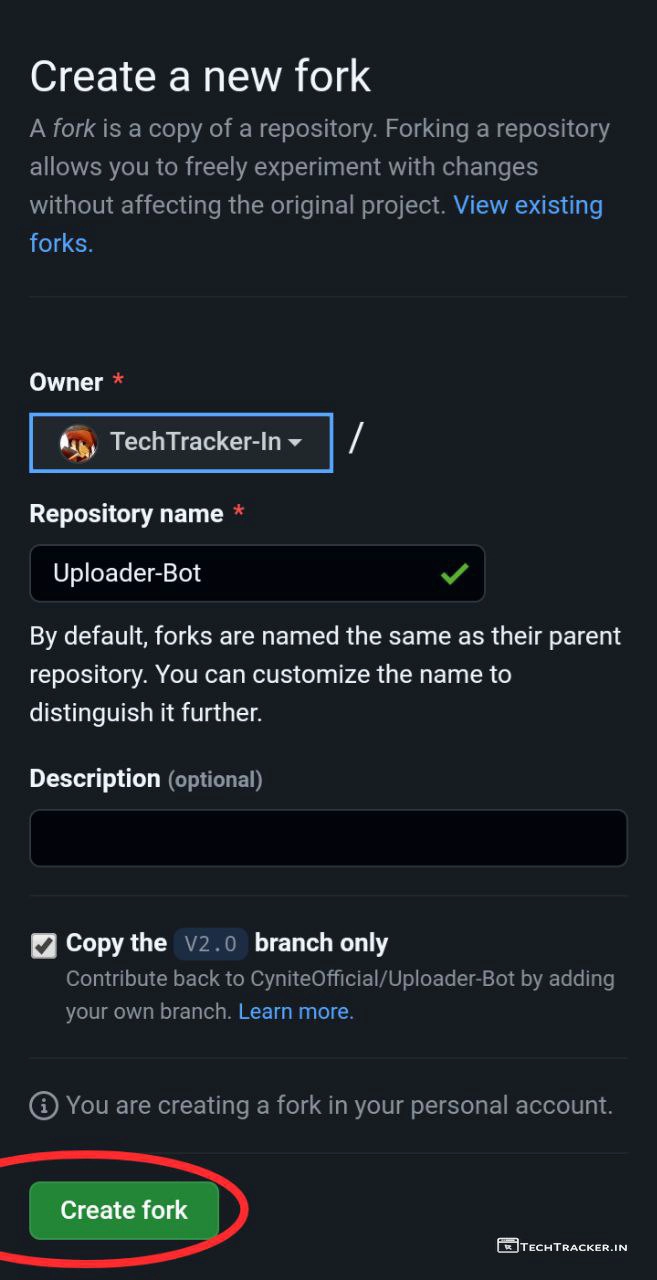 Create a new fork
A fork is a copy of a repository. Forking a repository
allows you to freely experiment with changes
without affecting the original project. View existing
forks.
Owner *
TechTracker-In /
Repository name *
Uploader-Bot
By default, forks are named the same as their parent
repository. You can customize the name to
distinguish it further.
Description (optional)
Copy the V2.0 branch only
Contribute back to CyniteOfficial/Uploader-Bot by adding
your own branch. Learn more.
You are creating a fork in your personal account.
Create fork
TECHTRACKER.IN